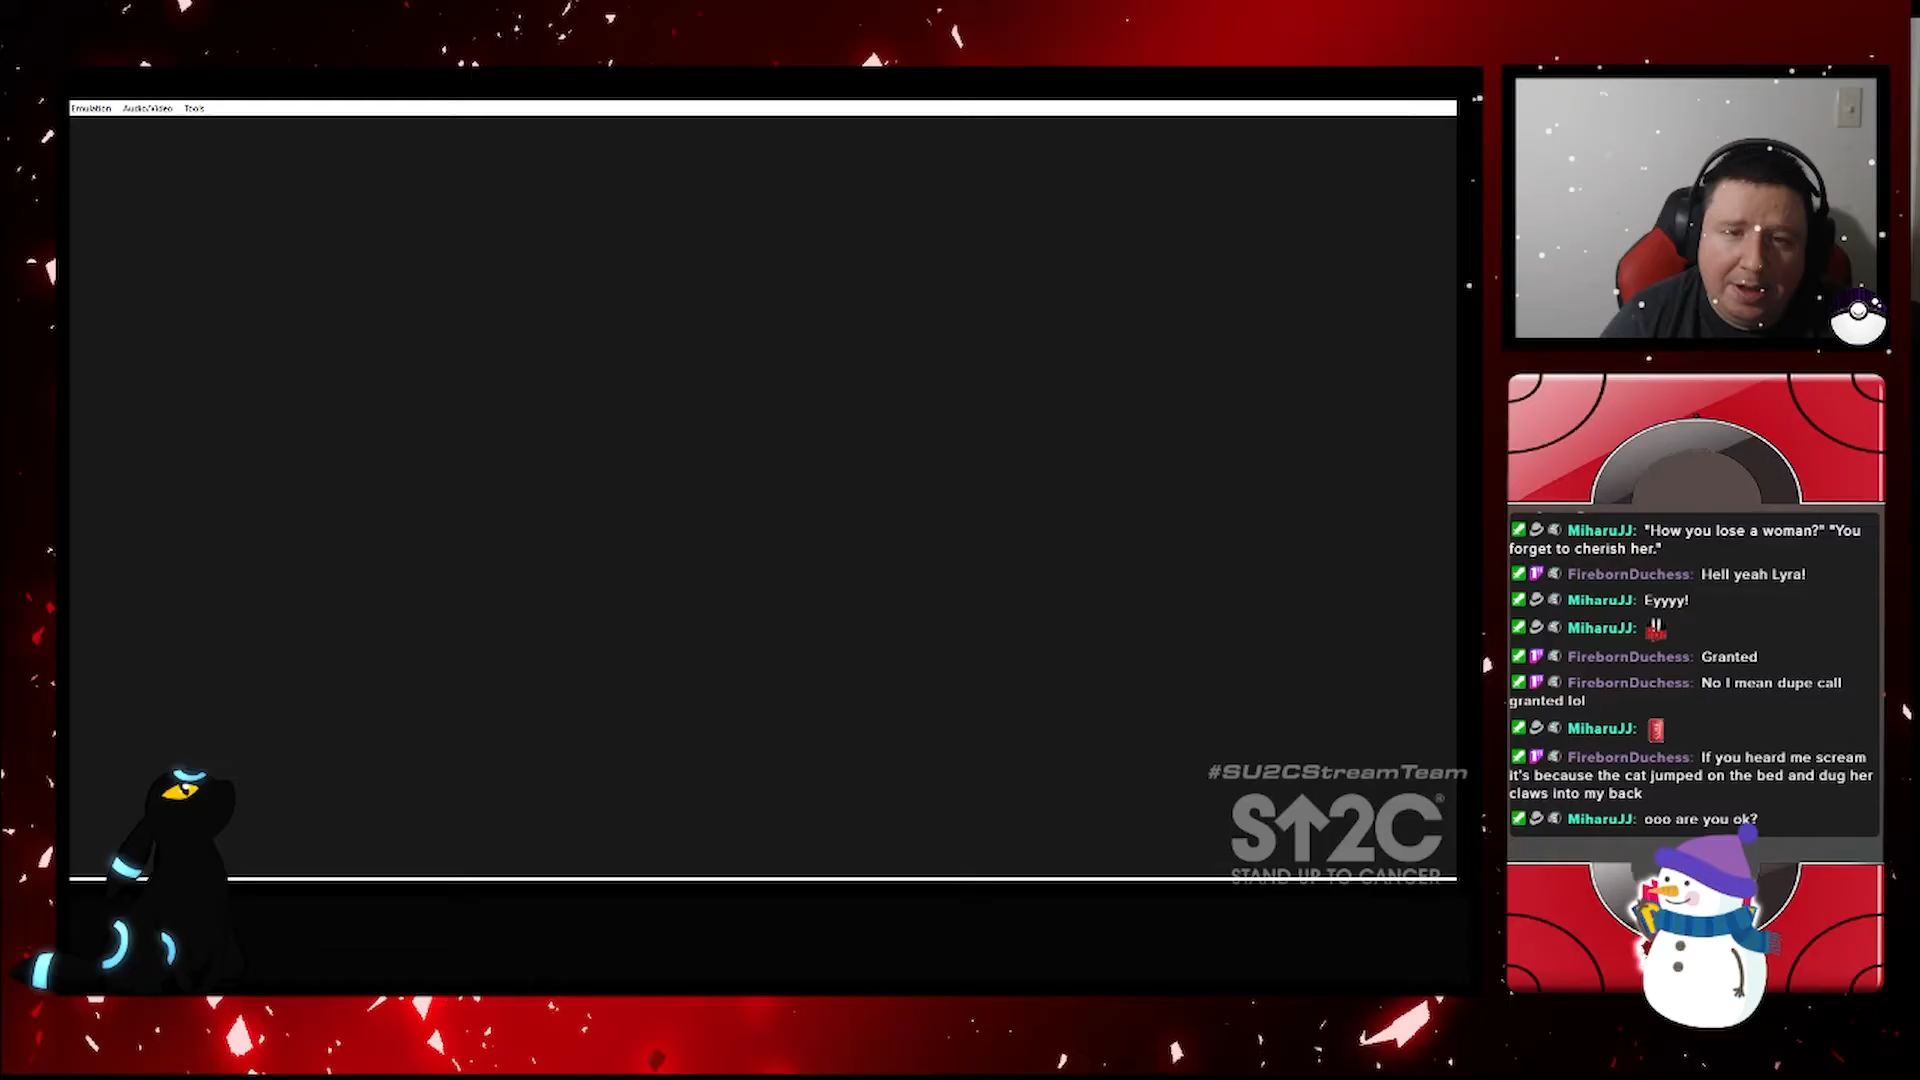 Emulation Audio/Video Tools
#SU2CStreamTeam
ST2C®
STAND UP TO CANCER
MiharuJJ: "How you lose a woman?" "You
forget to cherish her."
FirebornDuchess: Hell yeah Lyra!
MiharuJJ: Eyyyy!
MiharuJJ:
FirebornDuchess: Granted
FirebornDuchess: No I mean dupe call
granted lol
MiharuJJ:
FirebornDuchess: If you heard me scream
it's because the cat jumped on the bed and dug her
claws into my back
MiharuJJ: ooo are you ok?